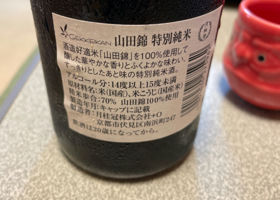 GEKKEIKAN 山田錦 特別純米
酒造好適米「山田錦」を100%使用して
醸した華やかな香りとふくよかな味わい、
すっきりとしたあと味の特別純米酒。
アルコール分:14度以上15度未満
原材料名:米(国産)、米こうじ(国産米)
精米歩合:70% 山田錦100%使用
製造年月:キャップに記載
製造者:月桂冠株式会社+O
京都市伏見区南浜町247
飲酒は20歳になってから。